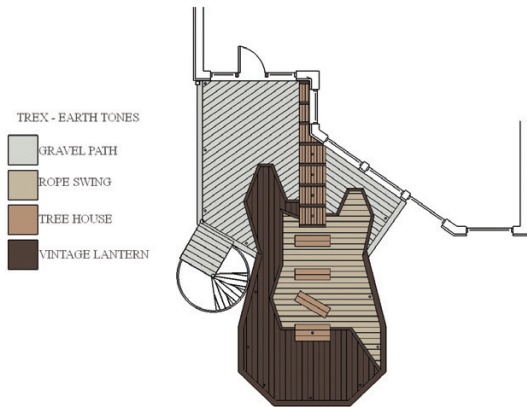 TREX - EARTH TONES
GRAVEL PATH
ROPE SWING
TREE HOUSE
VINTAGE LANTERN